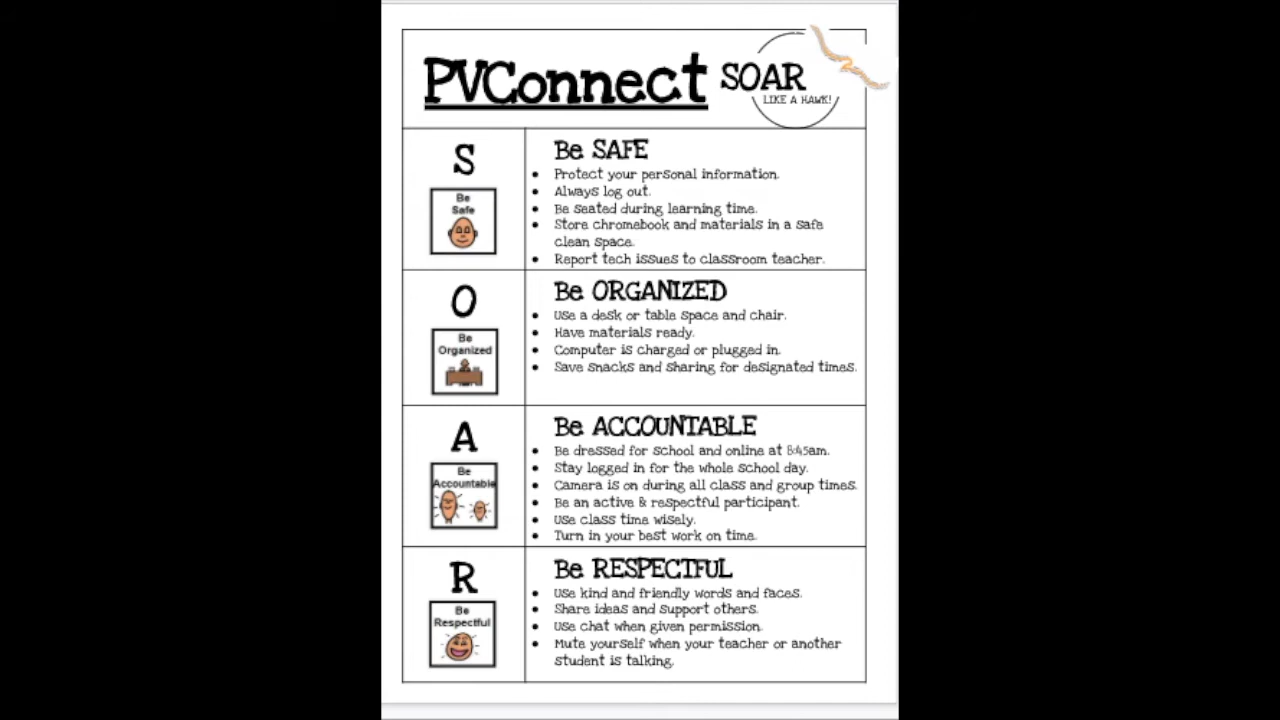 PVConnect SOAR
LIKE A HAWK!
S
Be
Safe
Be SAFE
• Protect your personal information.
• Always log out.
• Be seated during learning time.
• Store chromebook and materials in a safe
clean space.
• Report tech issues to classroom teacher.
O
Be
Organized
Be ORGANIZED
• Use a desk or table space and chair.
• Have materials ready.
• Computer is charged or plugged in.
• Save snacks and sharing for designated times.
A
Be
Accountable
Be ACCOUNTABLE
• Be dressed for school and online at 8:45am.
• Stay logged in for the whole school day.
• Camera is on during all class and group times.
• Be an active & respectful participant.
• Use class time wisely.
• Turn in your best work on time.
R
Be
Respectful
Be RESPECTFUL
• Use kind and friendly words and faces.
• Share ideas and support others.
• Use chat when given permission.
• Mute yourself when your teacher or another
student is talking.